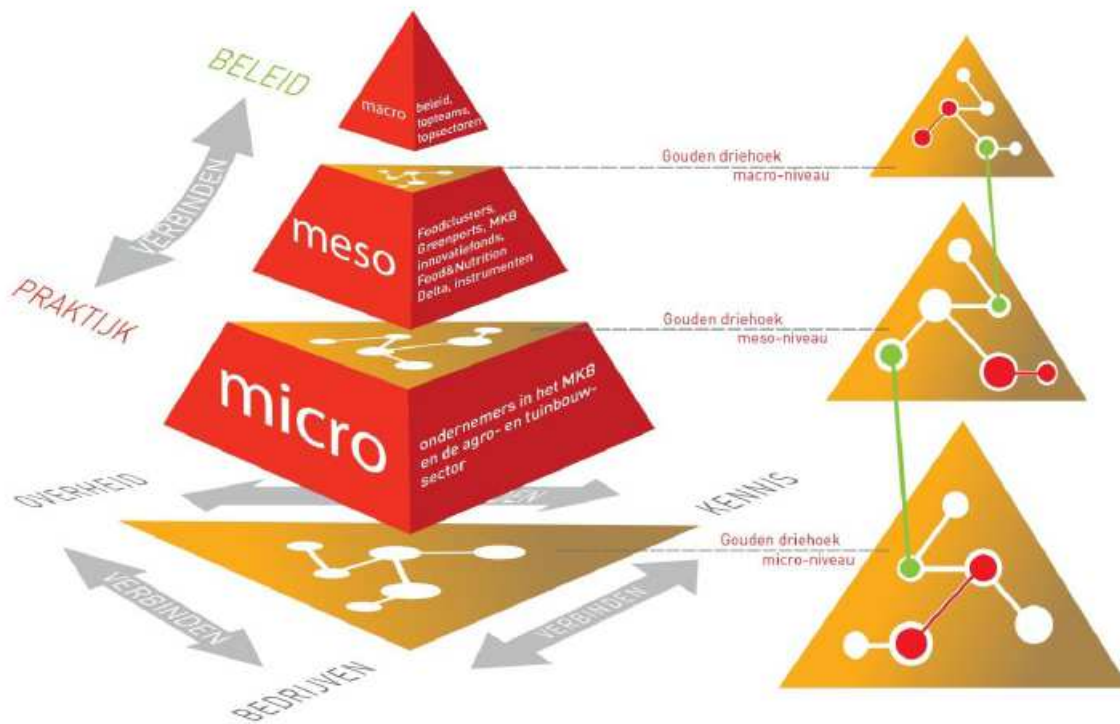 BELEID
VERBINDEN
PRAKTIJK
macro
beleid,
topteams,
topsectoren
meso
Foodclusters,
Greenports, MKB
innovatiefonds,
Food&Nutrition
Delta, instrumenten
micro
ondernemers in het MKB
en de agro- en tuinbouw-
sector
OVERHEID
KENNIS
VERBINDEN
VERBINDEN
BEDRIJVEN
Gouden driehoek
macro-niveau
Gouden driehoek
meso-niveau
Gouden driehoek
micro-niveau